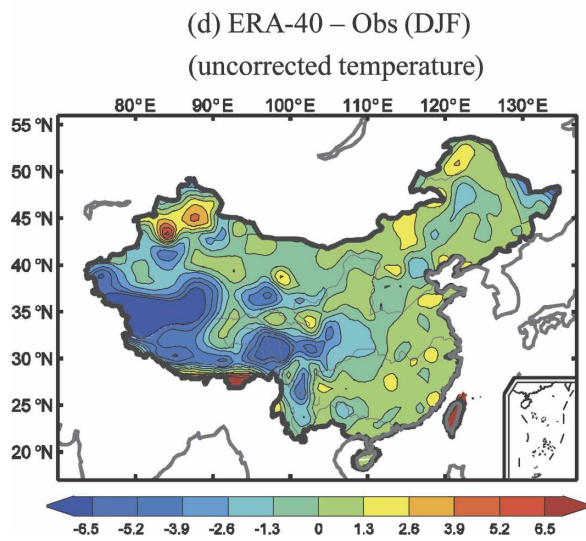 (d) ERA-40 – Obs (DJF)
(uncorrected temperature)
80°E 90°E 100°E 110°E 120°E 130°E
55 °N
50 °N
45 °N
40 °N
35 °N
30 °N
25 °N
20 °N
-6.5 -5.2 -3.9 -2.6 -1.3 0 1.3 2.6 3.9 5.2 6.5